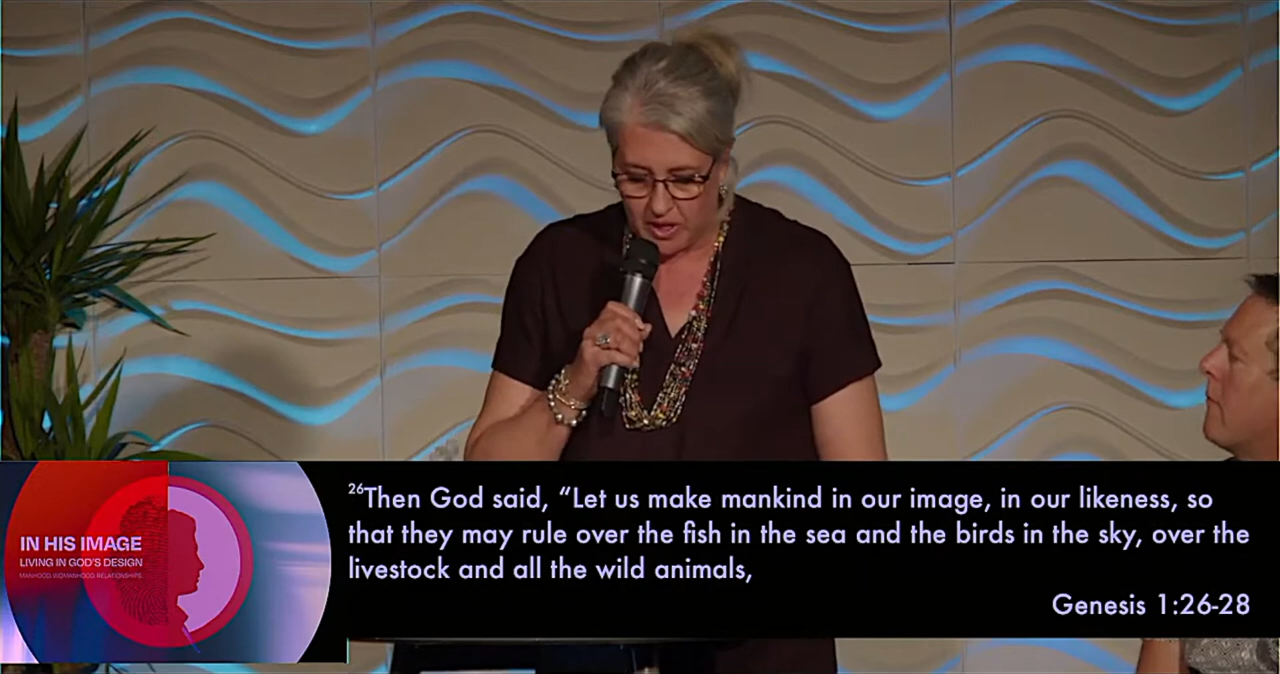 26Then God said, “Let us make mankind in our image, in our likeness, so
that they may rule over the fish in the sea and the birds in the sky, over the
livestock and all the wild animals,
Genesis 1:26-28
IN HIS IMAGE
LIVING IN GOD'S DESIGN
MANHOOD. WOMANHOOD. RELATIONSHIPS.